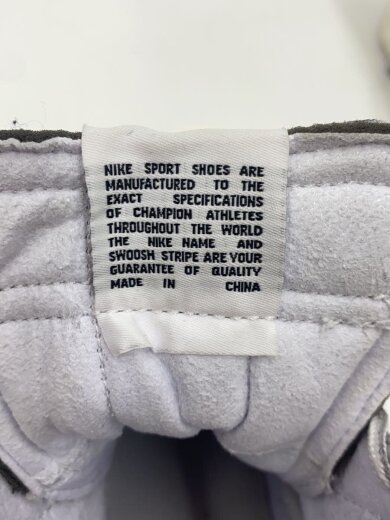 NIKE SPORT SHOES ARE
MANUFACTURED TO THE
EXACT SPECIFICATIONS
OF CHAMPION ATHLETES
THROUGHOUT THE WORLD
THE NIKE NAME AND
SWOOSH STRIPE ARE YOUR
GUARANTEE OF QUALITY
MADE IN CHINA